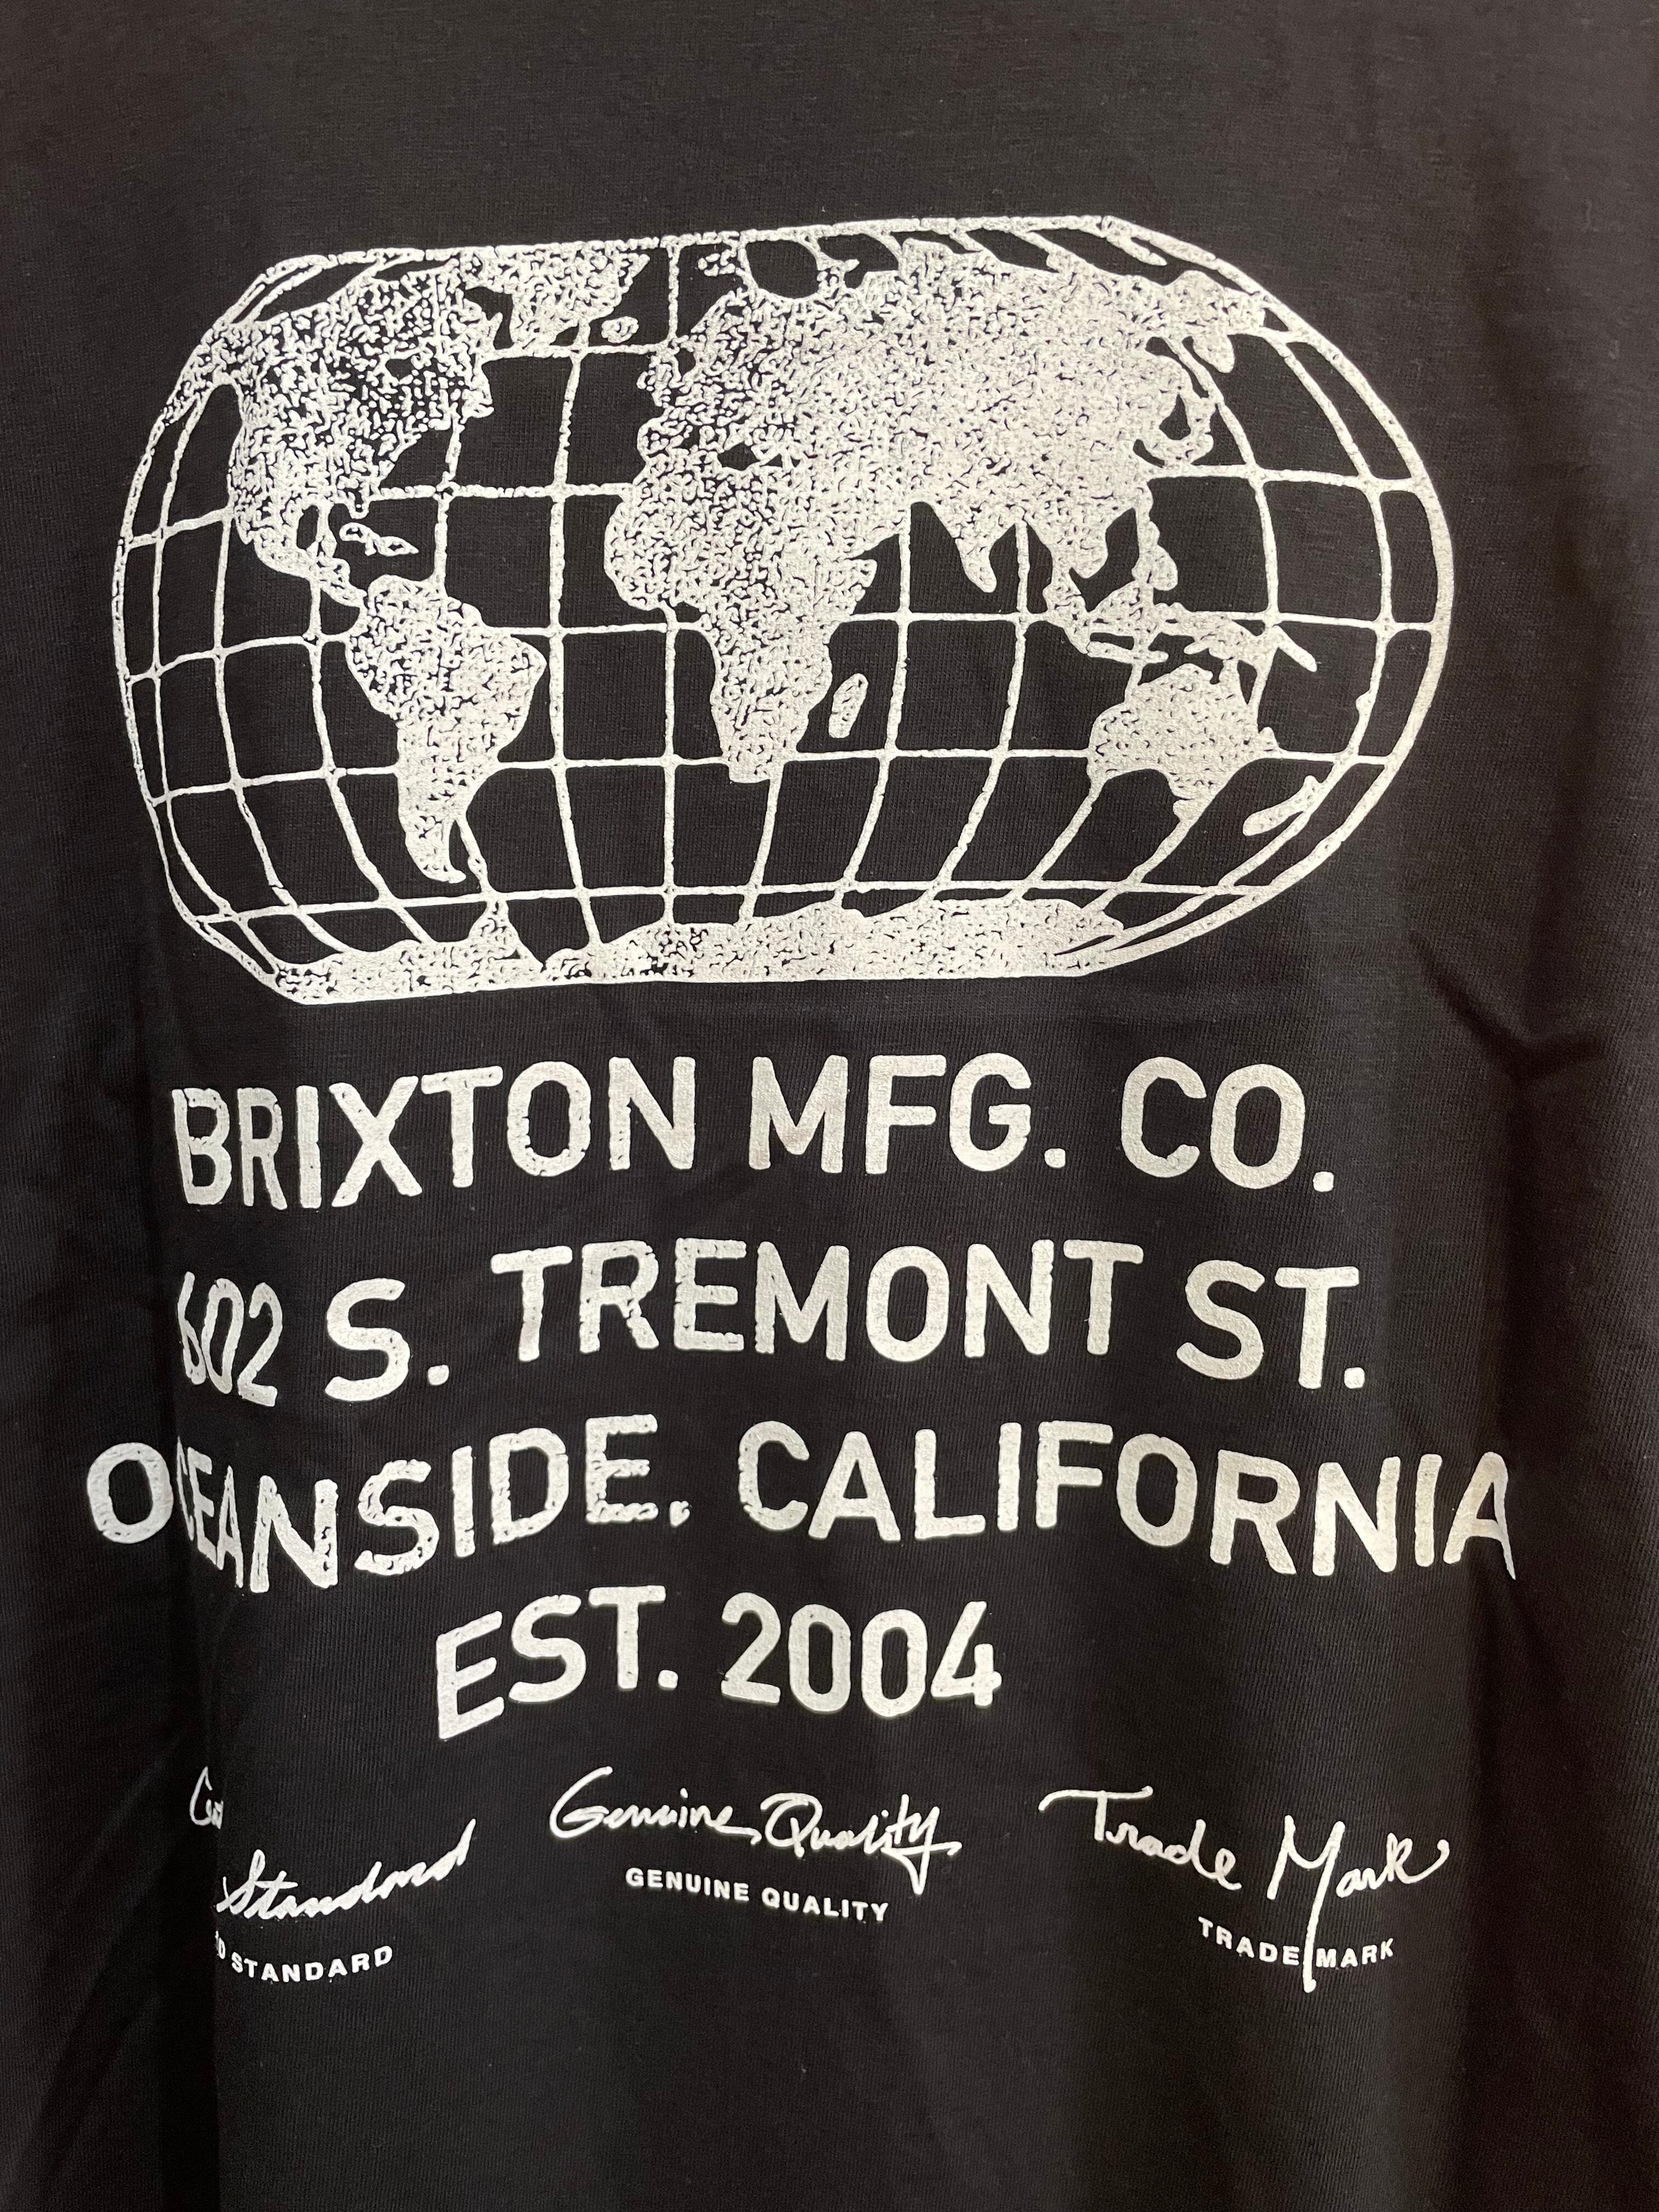 BRIXTON MFG. CO.
602 S. TREMONT ST.
OCEANSIDE, CALIFORNIA
EST. 2004
Standard Genuine Quality Trade Mark
STANDARD GENUINE QUALITY TRADE MARK